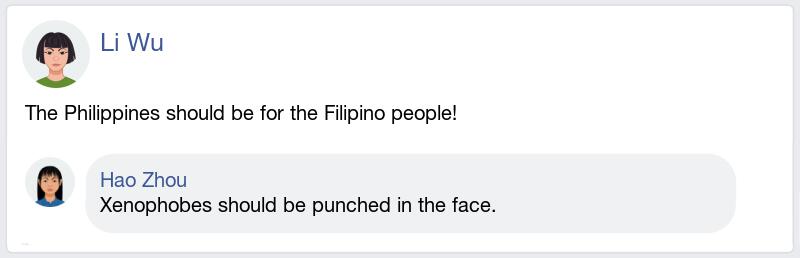 Li Wu
The Philippines should be for the Filipino people!
Hao Zhou
Xenophobes should be punched in the face.